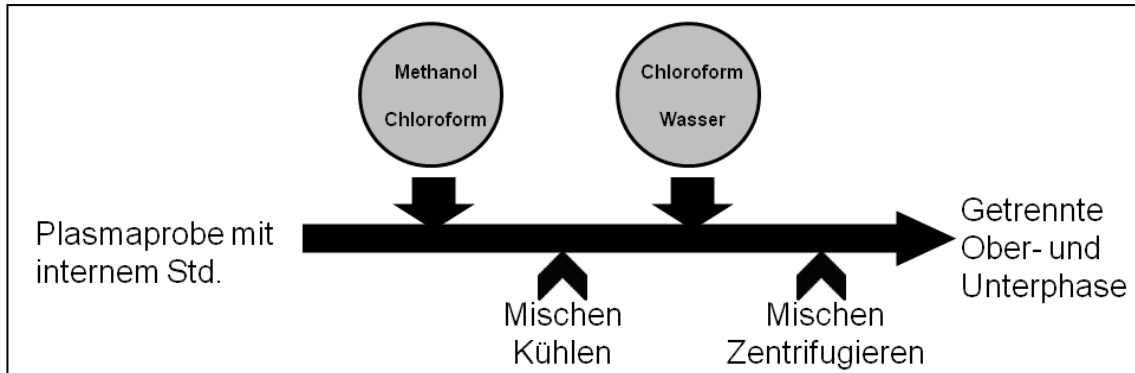 Methanol
Chloroform
Chloroform
Wasser
Plasmaprobe mit
internem Std.
Getrennte
Ober- und
Unterphase
Mischen
Kühlen
Mischen
Zentrifugieren